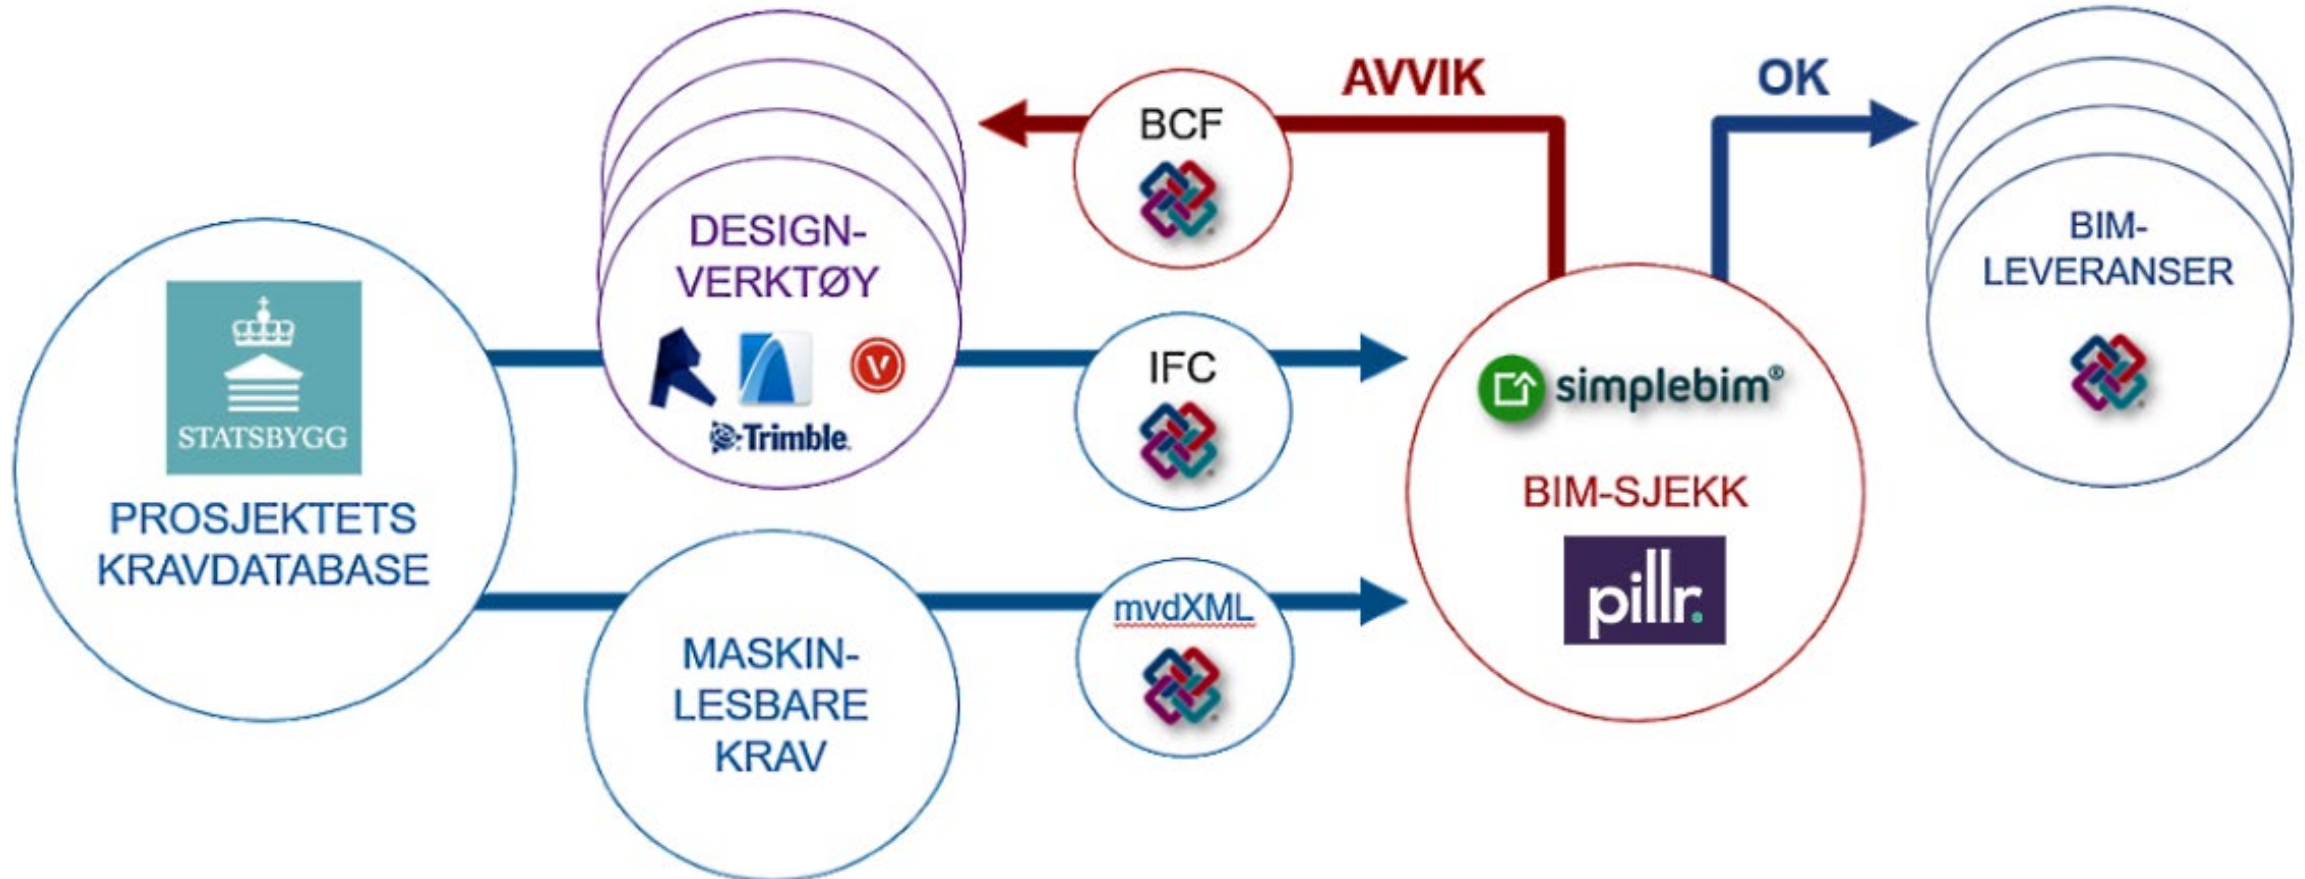 STATSBYGG
PROSJEKTETS
KRAVDATABASE
DESIGN-
VERKTØY
Trimble.
MASKIN-
LESBARE
KRAV
BCF
IFC
mvdXML
AVVIK
OK
simplebim®
BIM-SJEKK
pillr.
BIM-
LEVERANSER